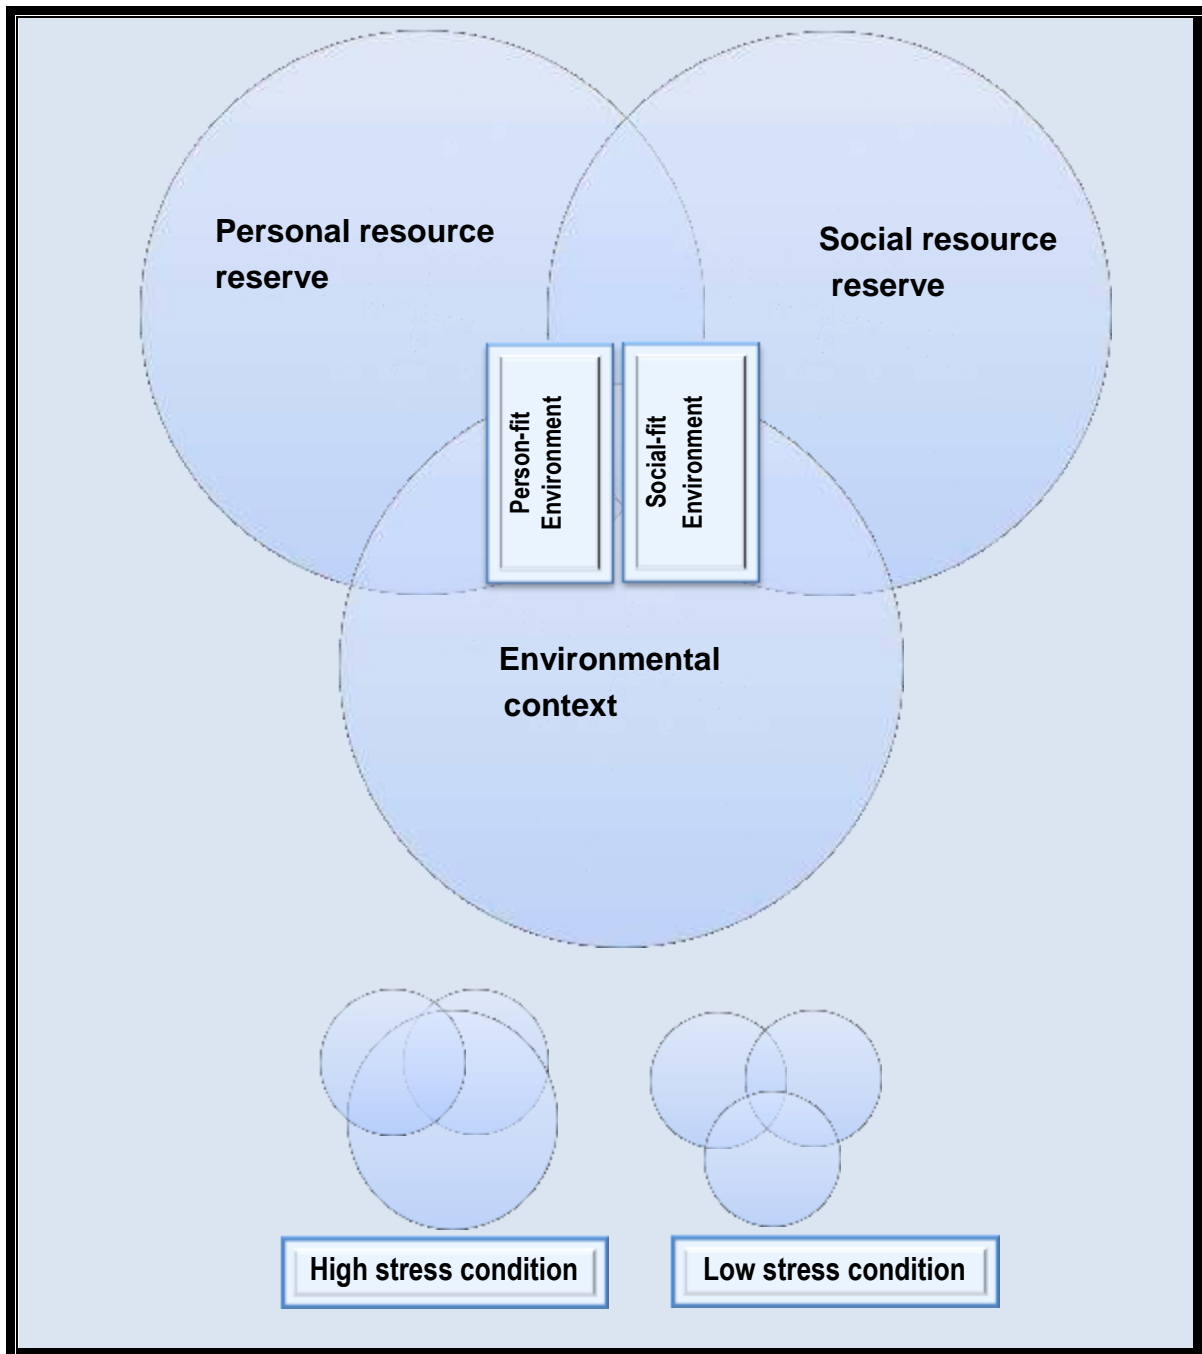 Personal resource
reserve
Social resource
reserve
Person-fit
Environment
Social-fit
Environment
Environmental
context
High stress condition
Low stress condition